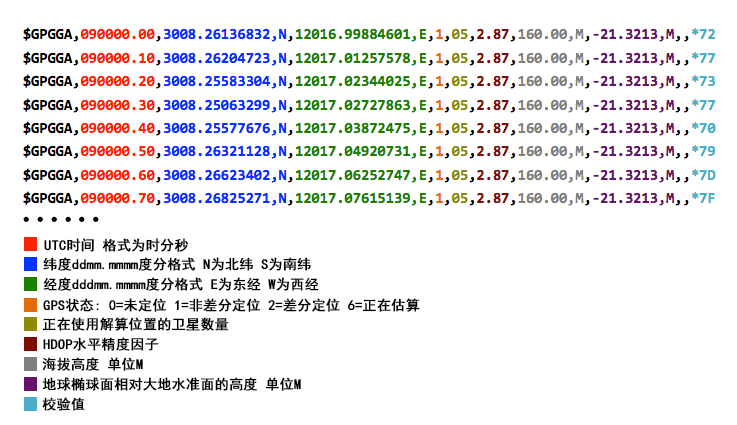 $GPGGA,090000.00,3008.26136832,N,12016.99884601,E,1,05,2.87,160.00,M,-21.3213,M,,*72
$GPGGA,090000.10,3008.26204723,N,12017.01257578,E,1,05,2.87,160.00,M,-21.3213,M,,*77
$GPGGA,090000.20,3008.25583304,N,12017.02344025,E,1,05,2.87,160.00,M,-21.3213,M,,*73
$GPGGA,090000.30,3008.25063299,N,12017.02727863,E,1,05,2.87,160.00,M,-21.3213,M,,*77
$GPGGA,090000.40,3008.25577676,N,12017.03872475,E,1,05,2.87,160.00,M,-21.3213,M,,*70
$GPGGA,090000.50,3008.26321128,N,12017.04920731,E,1,05,2.87,160.00,M,-21.3213,M,,*79
$GPGGA,090000.60,3008.26623402,N,12017.06252747,E,1,05,2.87,160.00,M,-21.3213,M,,*7D
$GPGGA,090000.70,3008.26825271,N,12017.07615139,E,1,05,2.87,160.00,M,-21.3213,M,,*7F
••••••
UTC时间 格式为时分秒
纬度ddmm.mmmm度分格式 N为北纬 S为南纬
经度dddmm.mmmm度分格式 E为东经 W为西经
GPS状态: 0=未定位 1=非差分定位 2=差分定位 6=正在估算
正在使用解算位置的卫星数量
HDOP水平精度因子
海拔高度 单位M
地球椭球面相对大地水准面的高度 单位M
校验值